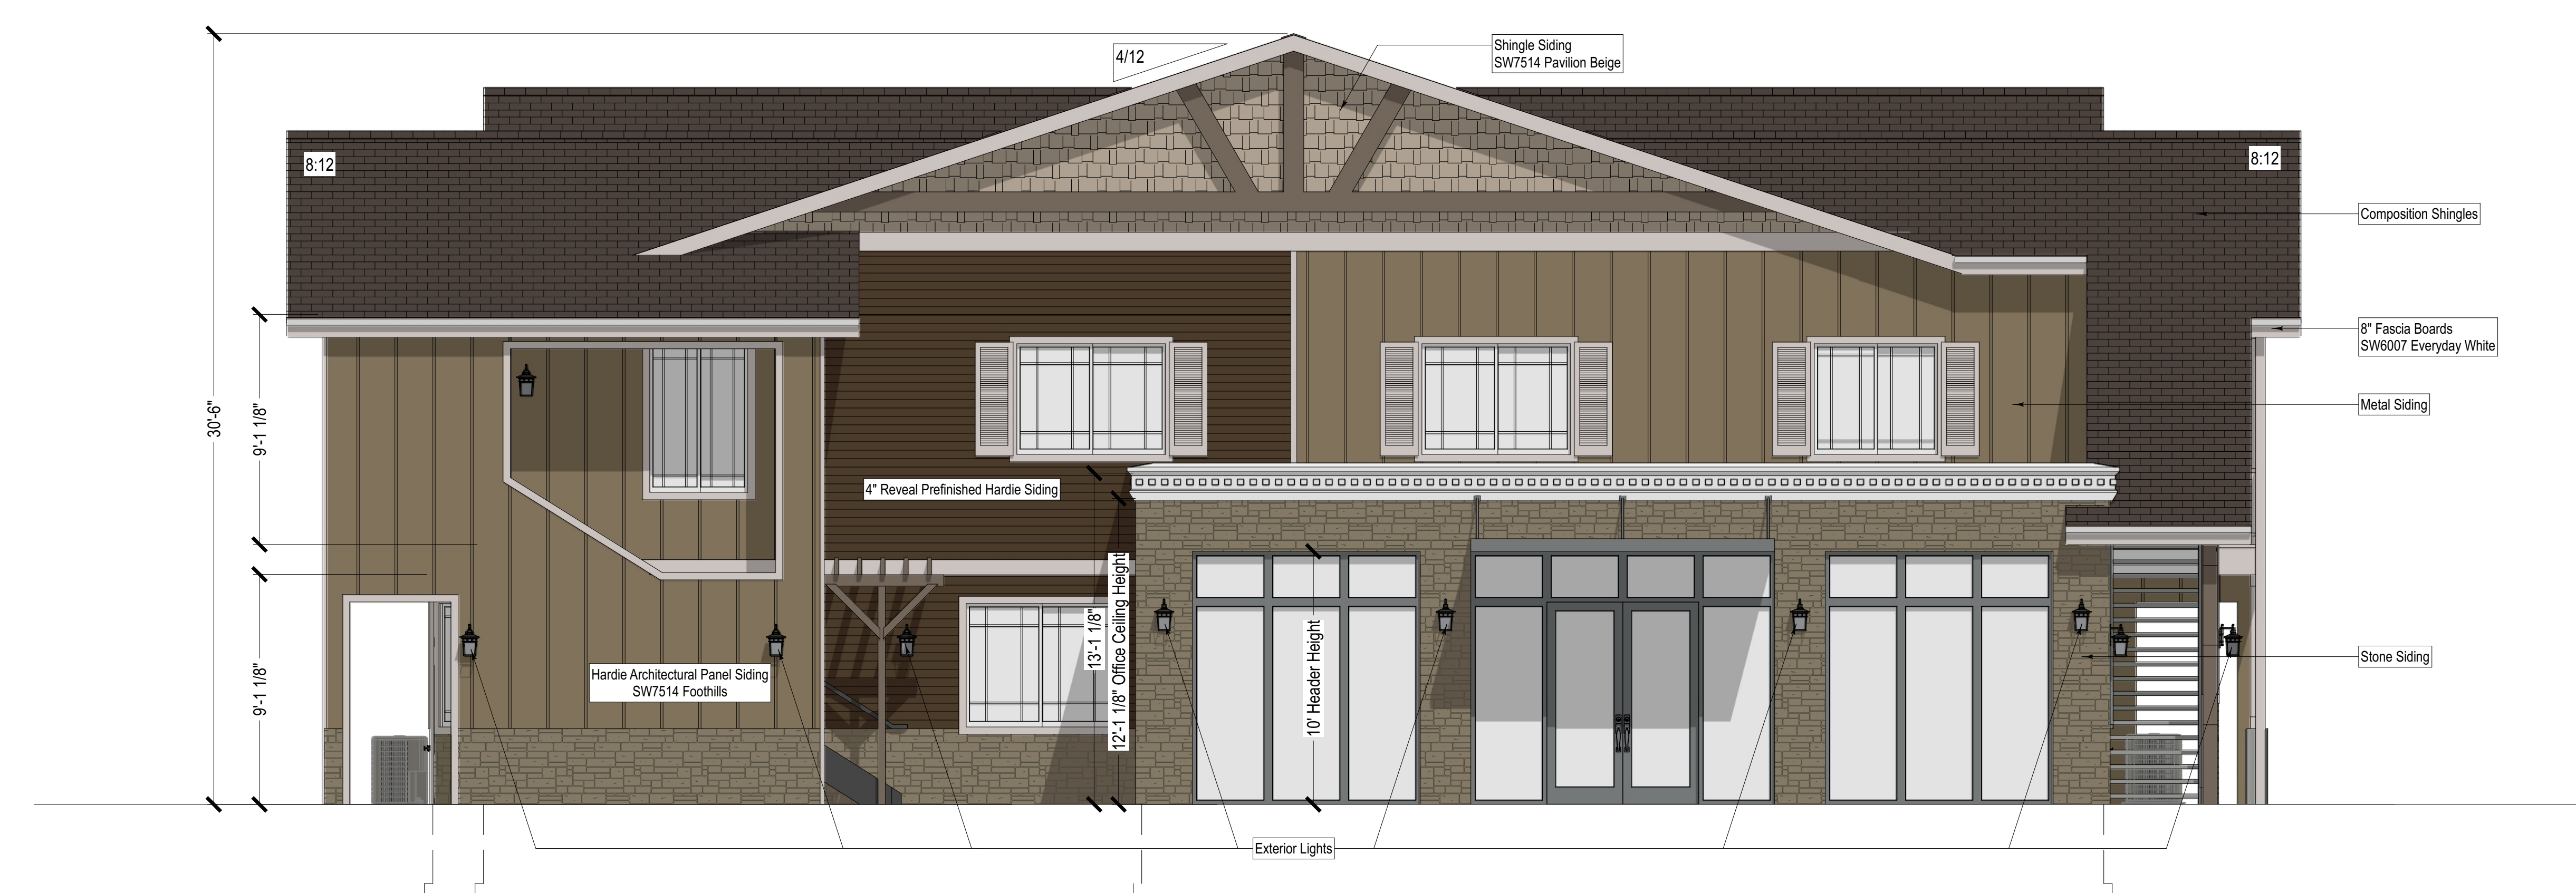 4/12
Shingle Siding
SW7514 Pavilion Beige
8:12
8:12
Composition Shingles
8" Fascia Boards
SW6007 Everyday White
30'-6"
9'-1 1/8"
Metal Siding
4" Reveal Prefinished Hardie Siding
9'-1 1/8"
Hardie Architectural Panel Siding
SW7514 Foothills
13'-1 1/8"
12'-1 1/8" Office Ceiling Height
10' Header Height
Stone Siding
Exterior Lights